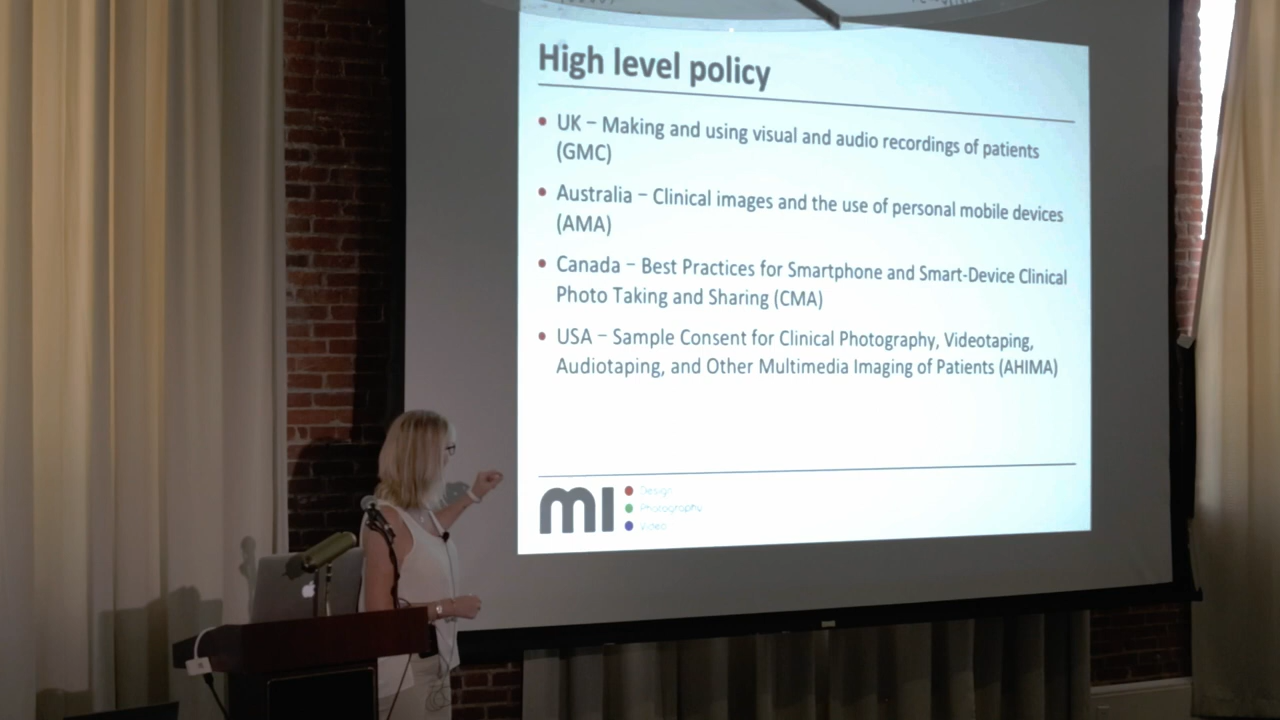 High level policy
• UK – Making and using visual and audio recordings of patients
(GMC)
• Australia – Clinical images and the use of personal mobile devices
(AMA)
• Canada – Best Practices for Smartphone and Smart-Device Clinical
Photo Taking and Sharing (CMA)
• USA – Sample Consent for Clinical Photography, Videotaping,
Audiotaping, and Other Multimedia Imaging of Patients (AHIMA)
mi
Design
Photography
Video